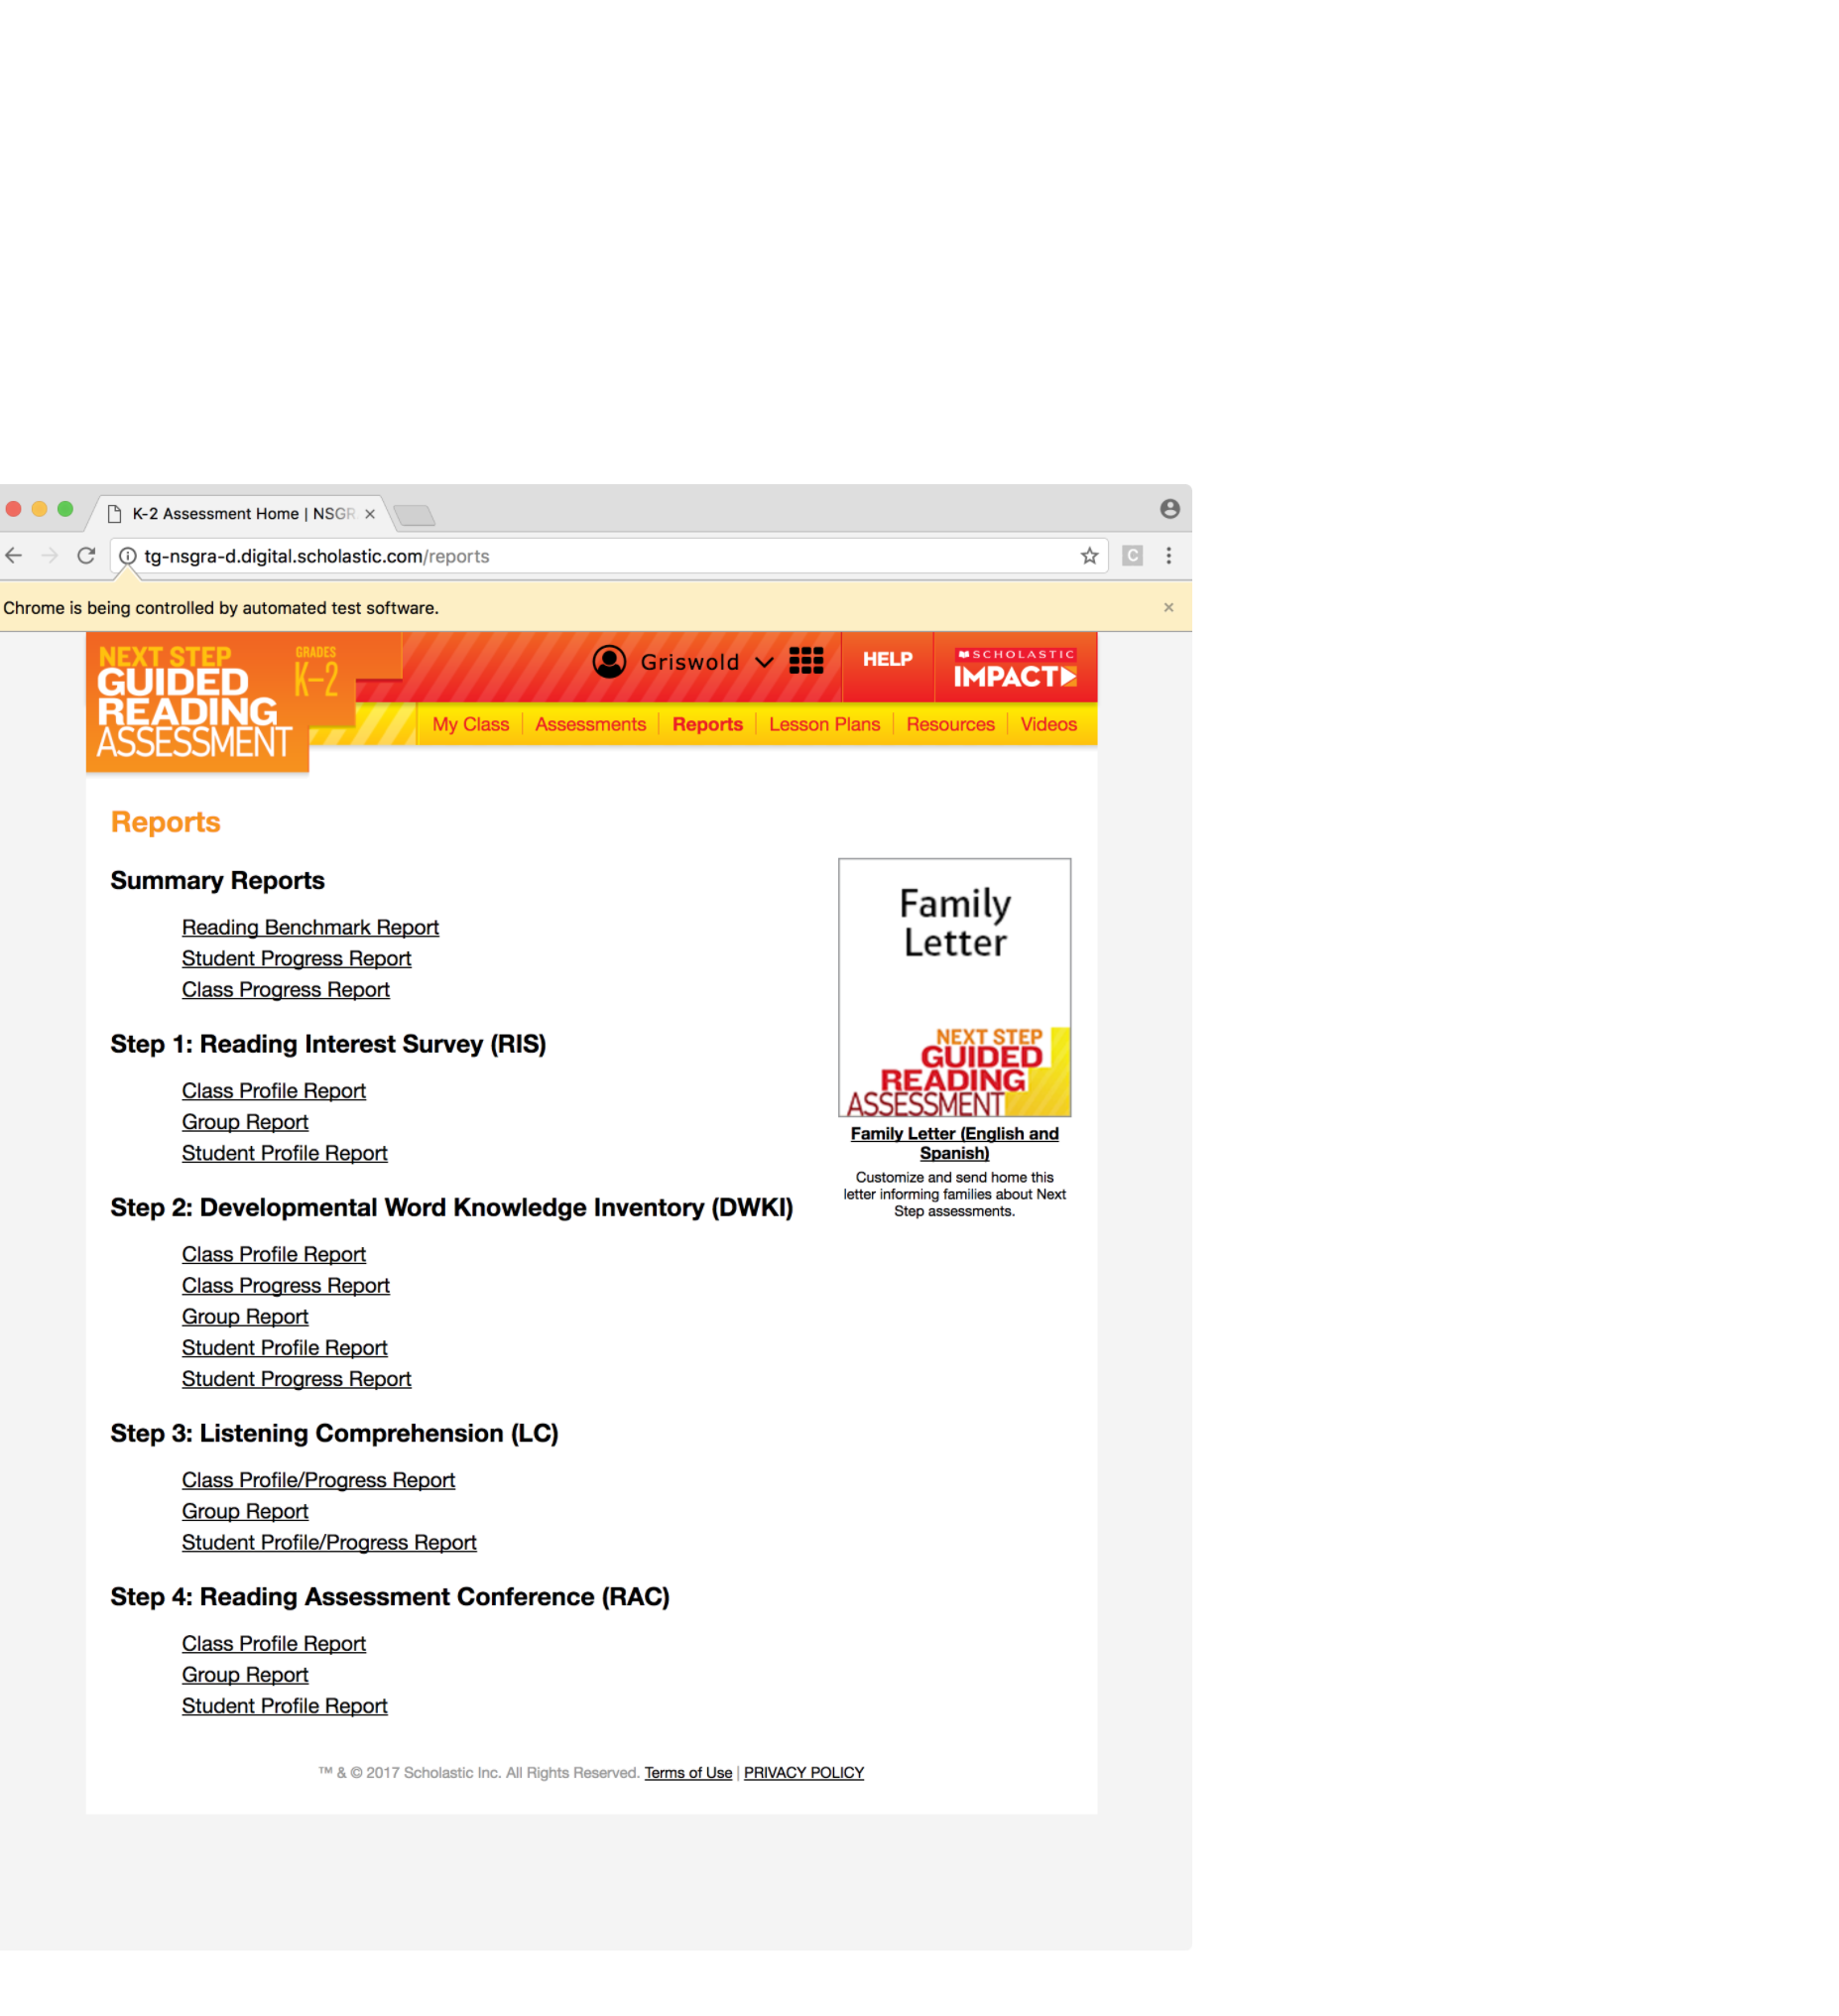 K-2 Assessment Home | NSGR
tg-nsgra-d.digital.scholastic.com/reports
C
Chrome is being controlled by automated test software.
NEXT STEP
GUIDED
READING
ASSESSMENT
GRADES
K–2
Griswold
HELP
SCHOLASTIC
IMPACT
My Class | Assessments | Reports | Lesson Plans | Resources | Videos
Reports
Summary Reports
Reading Benchmark Report
Student Progress Report
Class Progress Report
Step 1: Reading Interest Survey (RIS)
Class Profile Report
Group Report
Student Profile Report
Step 2: Developmental Word Knowledge Inventory (DWKI)
Class Profile Report
Class Progress Report
Group Report
Student Profile Report
Student Progress Report
Step 3: Listening Comprehension (LC)
Class Profile/Progress Report
Group Report
Student Profile/Progress Report
Step 4: Reading Assessment Conference (RAC)
Class Profile Report
Group Report
Student Profile Report
Family
Letter
NEXT STEP
GUIDED
READING
ASSESSMENT
Family Letter (English and
Spanish)
Customize and send home this
letter informing families about Next
Step assessments.
™ & © 2017 Scholastic Inc. All Rights Reserved. Terms of Use | PRIVACY POLICY